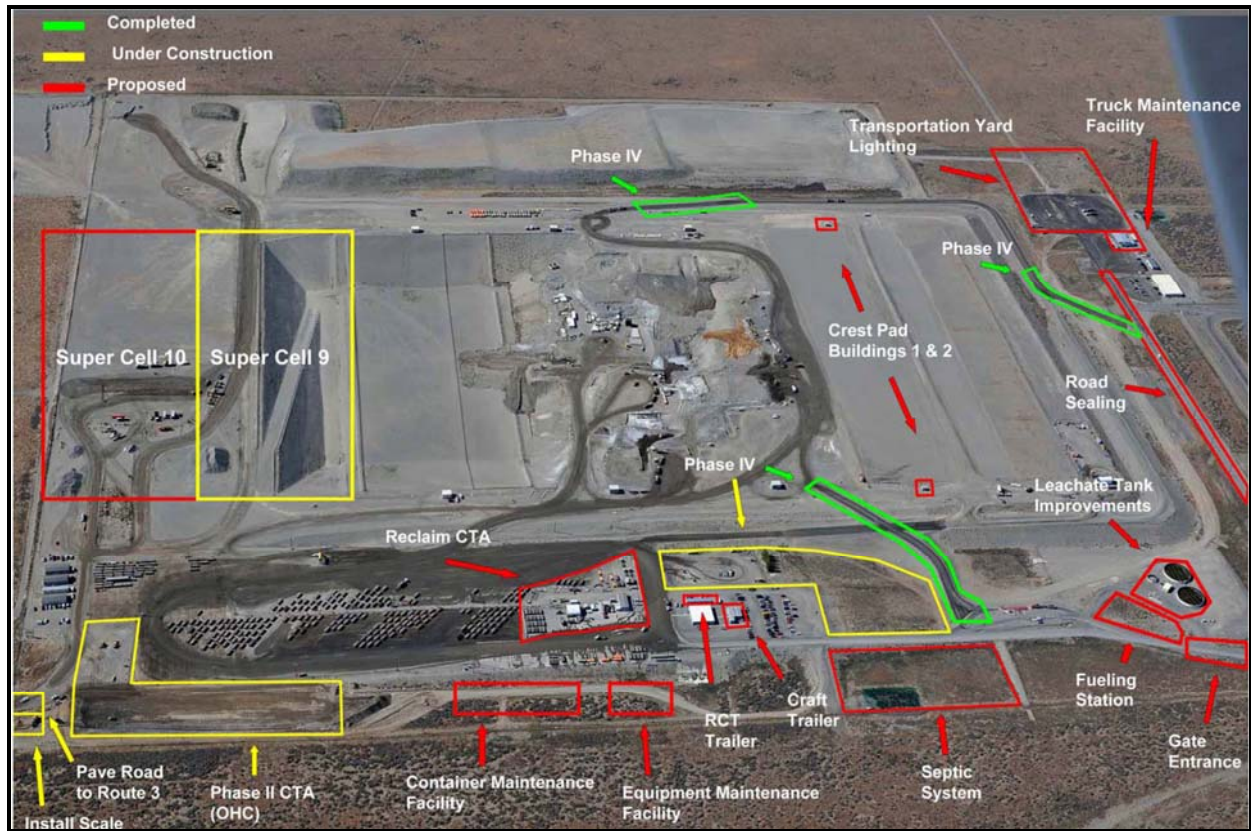 Completed
Under Construction
Proposed
Truck Maintenance
Facility
Transportation Yard
Lighting
Phase IV
Phase IV
Crest Pad
Buildings 1 & 2
Super Cell 10
Super Cell 9
Road
Sealing
Phase IV
Leachate Tank
Improvements
Reclaim CTA
Fueling
Station
Craft
Trailer
RCT
Trailer
Gate
Entrance
Septic
System
Pave Road
to Route 3
Phase II CTA
(OHC)
Container Maintenance
Facility
Equipment Maintenance
Facility
Install Scale